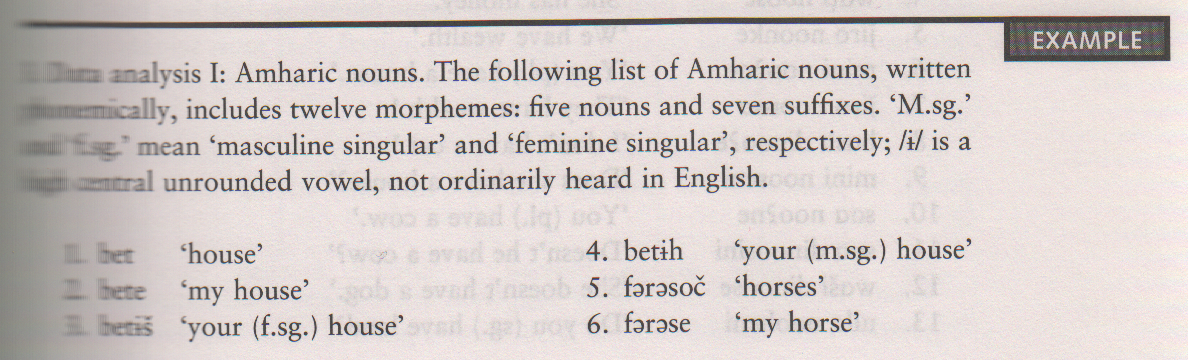 EXAMPLE
Data analysis I: Amharic nouns. The following list of Amharic nouns, written
phonemically, includes twelve morphemes: five nouns and seven suffixes. ‘M.sg.’
and ‘f.sg.’ mean ‘masculine singular’ and ‘feminine singular’, respectively; /ɨ/ is a
high central unrounded vowel, not ordinarily heard in English.
1. bet ‘house’ 4. betɨh ‘your (m.sg.) house’
2. bete ‘my house’ 5. fərəsoč ‘horses’
3. betɨš ‘your (f.sg.) house’ 6. fərəse ‘my horse’